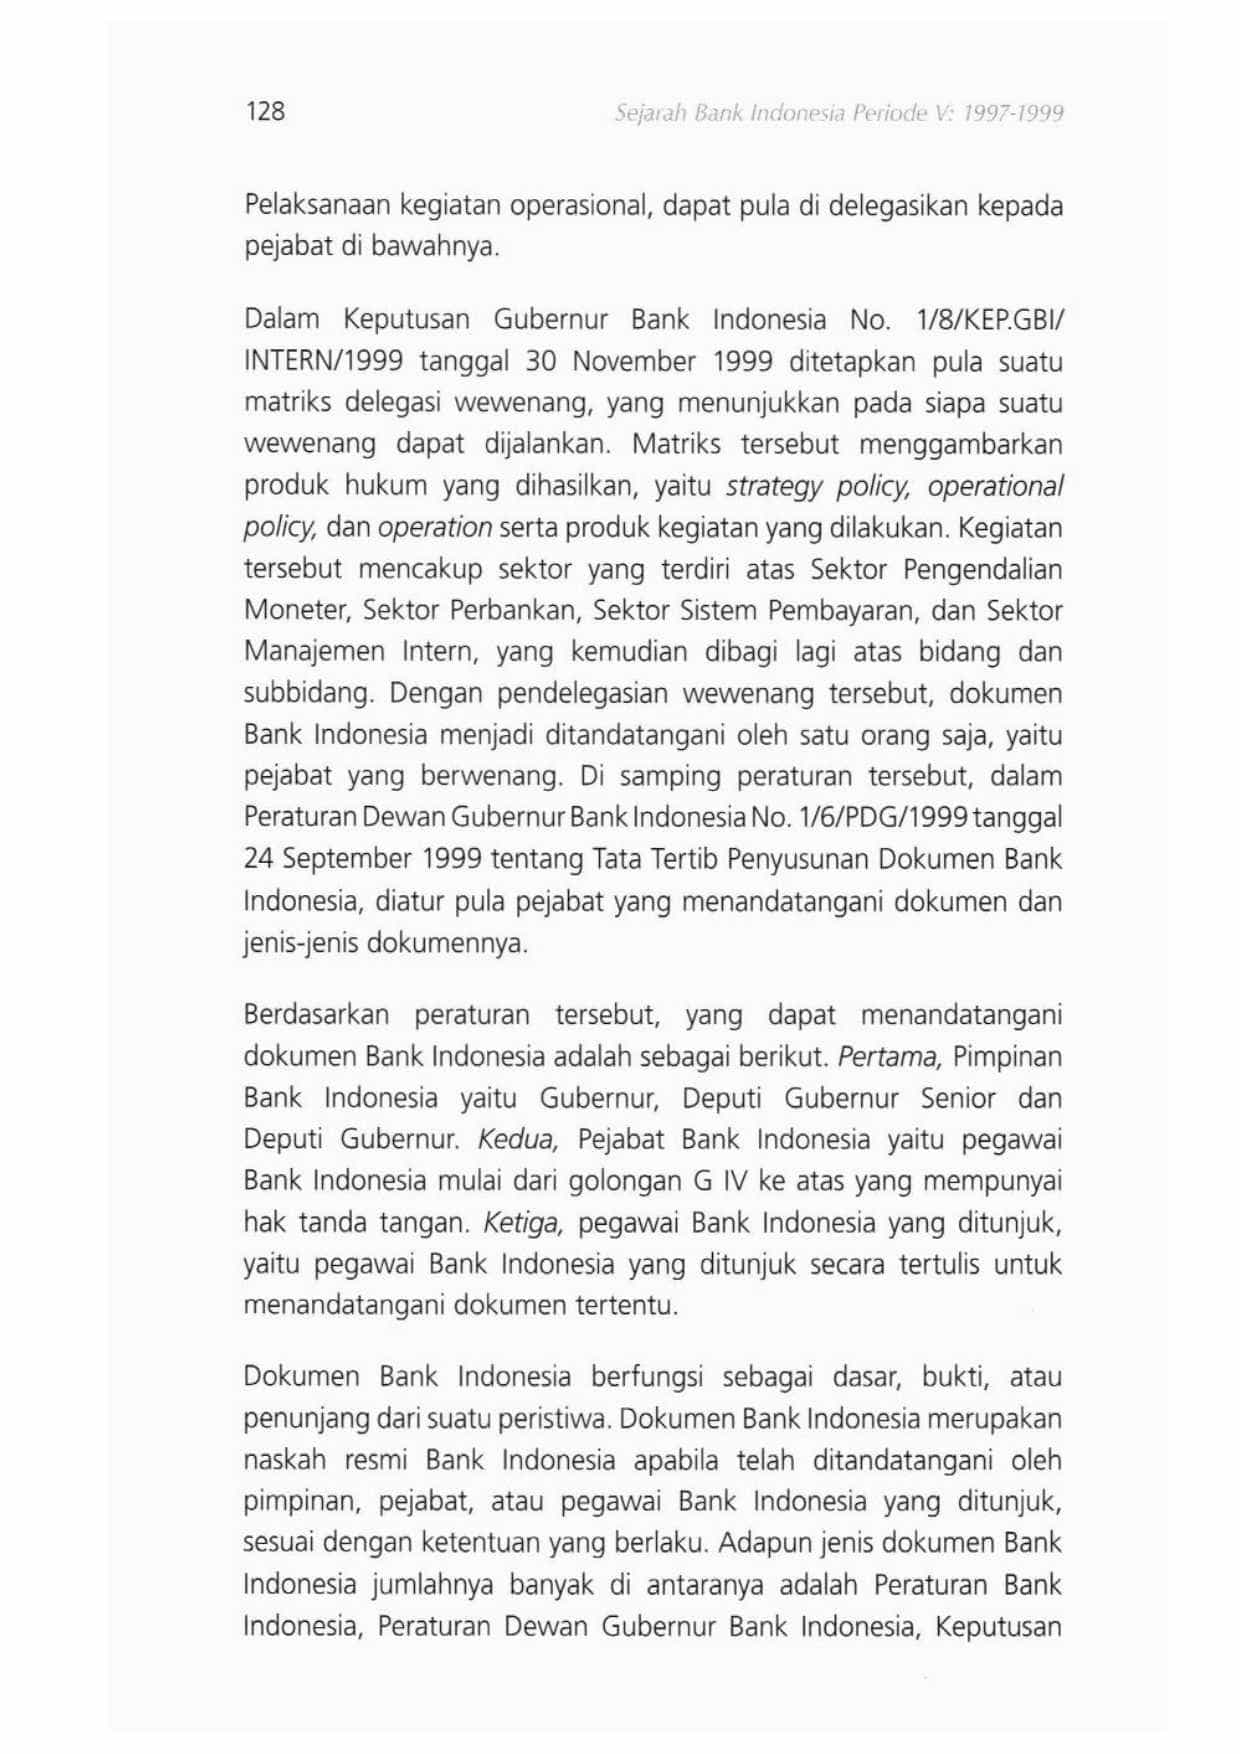 128
Sejarah Bank Indonesia Periode V: 1997-1999
Pelaksanaan kegiatan operasional, dapat pula di delegasikan kepada
pejabat di bawahnya.
Dalam Keputusan Gubernur Bank Indonesia No. 1/8/KEP.GBI/
INTERN/1999 tanggal 30 November 1999 ditetapkan pula suatu
matriks delegasi wewenang, yang menunjukkan pada siapa suatu
wewenang dapat dijalankan. Matriks tersebut menggambarkan
produk hukum yang dihasilkan, yaitu strategy policy, operational
policy, dan operation serta produk kegiatan yang dilakukan. Kegiatan
tersebut mencakup sektor yang terdiri atas Sektor Pengendalian
Moneter, Sektor Perbankan, Sektor Sistem Pembayaran, dan Sektor
Manajemen Intern, yang kemudian dibagi lagi atas bidang dan
subbidang. Dengan pendelegasian wewenang tersebut, dokumen
Bank Indonesia menjadi ditandatangani oleh satu orang saja, yaitu
pejabat yang berwenang. Di samping peraturan tersebut, dalam
Peraturan Dewan Gubernur Bank Indonesia No. 1/6/PDG/1999 tanggal
24 September 1999 tentang Tata Tertib Penyusunan Dokumen Bank
Indonesia, diatur pula pejabat yang menandatangani dokumen dan
jenis-jenis dokumennya.
Berdasarkan peraturan tersebut, yang dapat menandatangani
dokumen Bank Indonesia adalah sebagai berikut. Pertama, Pimpinan
Bank Indonesia yaitu Gubernur, Deputi Gubernur Senior dan
Deputi Gubernur. Kedua, Pejabat Bank Indonesia yaitu pegawai
Bank Indonesia mulai dari golongan G IV ke atas yang mempunyai
hak tanda tangan. Ketiga, pegawai Bank Indonesia yang ditunjuk,
yaitu pegawai Bank Indonesia yang ditunjuk secara tertulis untuk
menandatangani dokumen tertentu.
Dokumen Bank Indonesia berfungsi sebagai dasar, bukti, atau
penunjang dari suatu peristiwa. Dokumen Bank Indonesia merupakan
naskah resmi Bank Indonesia apabila telah ditandatangani oleh
pimpinan, pejabat, atau pegawai Bank Indonesia yang ditunjuk,
sesuai dengan ketentuan yang berlaku. Adapun jenis dokumen Bank
Indonesia jumlahnya banyak di antaranya adalah Peraturan Bank
Indonesia, Peraturan Dewan Gubernur Bank Indonesia, Keputusan